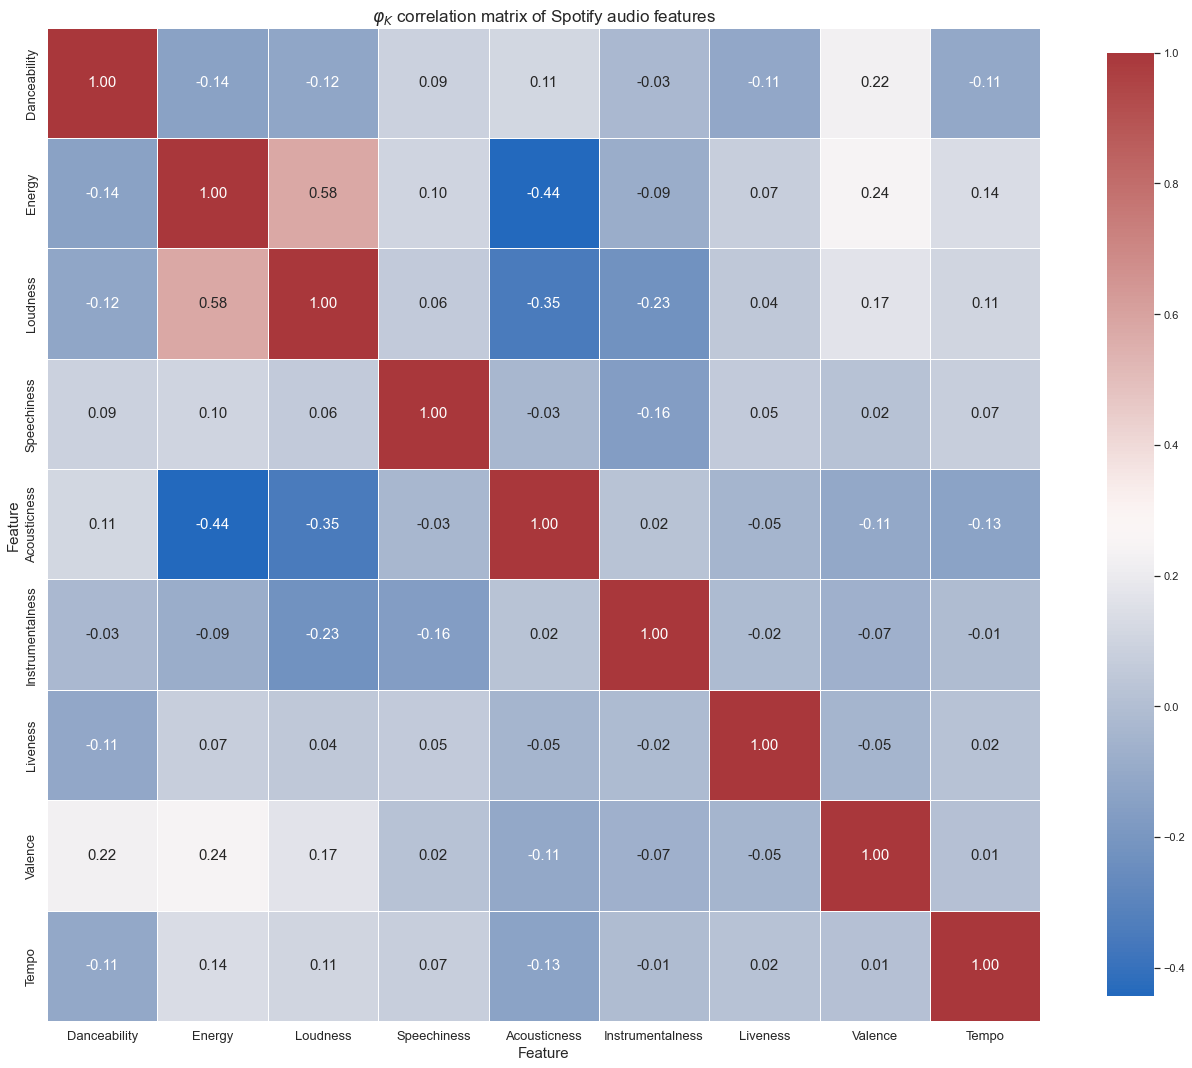 φK correlation matrix of Spotify audio features
Danceability 1.00 -0.14 -0.12 0.09 0.11 -0.03 -0.11 0.22 -0.11
Energy -0.14 1.00 0.58 0.10 -0.44 -0.09 0.07 0.24 0.14
Loudness -0.12 0.58 1.00 0.06 -0.35 -0.23 0.04 0.17 0.11
Speechiness 0.09 0.10 0.06 1.00 -0.03 -0.16 0.05 0.02 0.07
Feature
Acousticness 0.11 -0.44 -0.35 -0.03 1.00 0.02 -0.05 -0.11 -0.13
Instrumentalness -0.03 -0.09 -0.23 -0.16 0.02 1.00 -0.02 -0.07 -0.01
Liveness -0.11 0.07 0.04 0.05 -0.05 -0.02 1.00 -0.05 0.02
Valence 0.22 0.24 0.17 0.02 -0.11 -0.07 -0.05 1.00 0.01
Tempo -0.11 0.14 0.11 0.07 -0.13 -0.01 0.02 0.01 1.00
Danceability Energy Loudness Speechiness Acousticness Instrumentalness Liveness Valence Tempo
Feature
1.0
0.8
0.6
0.4
0.2
0.0
−0.2
−0.4